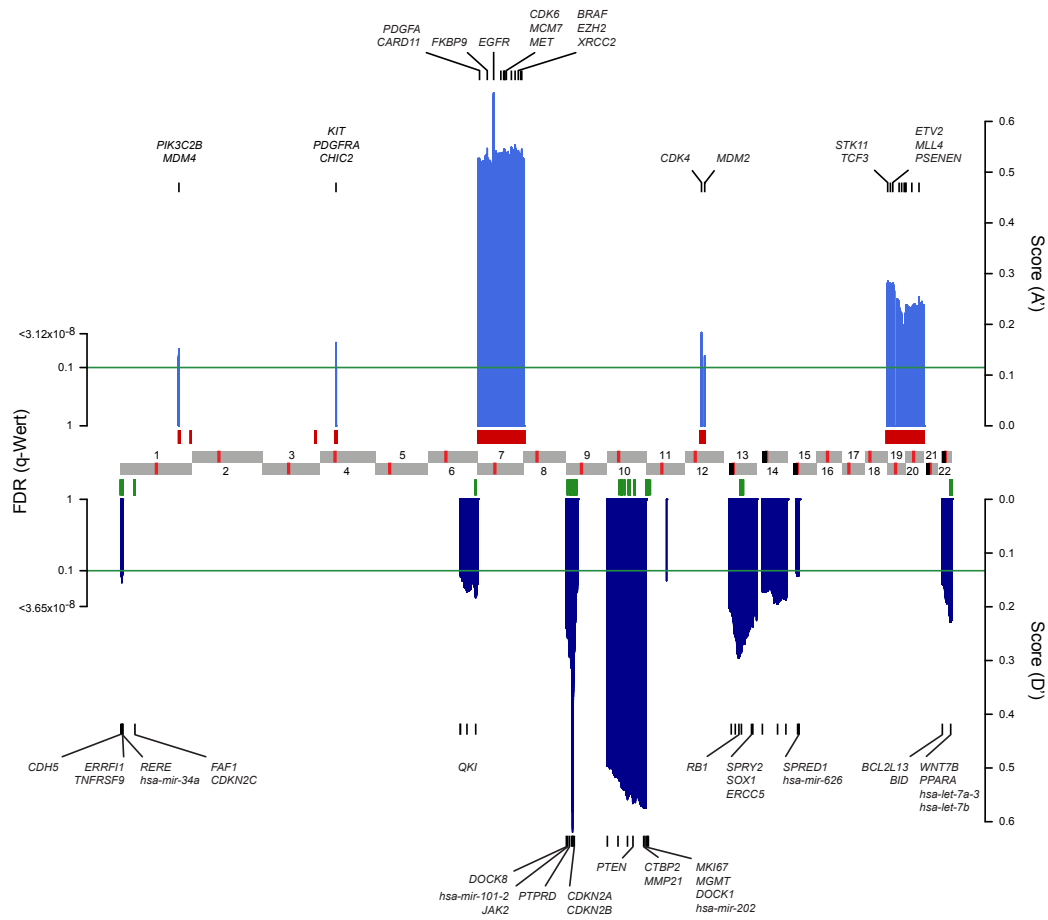 PDGFA
CARD11
FKBP9
EGFR
CDK6
MCM7
MET
BRAF
EZH2
XRCC2
PIK3C2B
MDM4
KIT
PDGFRA
CHIC2
CDK4
MDM2
STK11
TCF3
ETV2
MLL4
PSENEN
0.6
0.5
0.4
0.3
0.2
0.1
0.0
Score (A')
<3.12x10⁻⁸
0.1
1
FDR (q-Wert)
1 3 5 7 9 11 13 15 17 19 21
2 4 6 8 10 12 14 16 18 20 22
1
0.1
<3.65x10⁻⁸
0.0
0.1
0.2
0.3
0.4
0.5
0.6
Score (D')
CDH5
ERRFI1
TNFRSF9
RERE
hsa-mir-34a
FAF1
CDKN2C
QKI
RB1
SPRY2
SOX1
ERCC5
SPRED1
hsa-mir-626
BCL2L13
BID
WNT7B
PPARA
hsa-let-7a-3
hsa-let-7b
DOCK8
hsa-mir-101-2
JAK2
PTPRD
CDKN2A
CDKN2B
PTEN
CTBP2
MMP21
MKI67
MGMT
DOCK1
hsa-mir-202